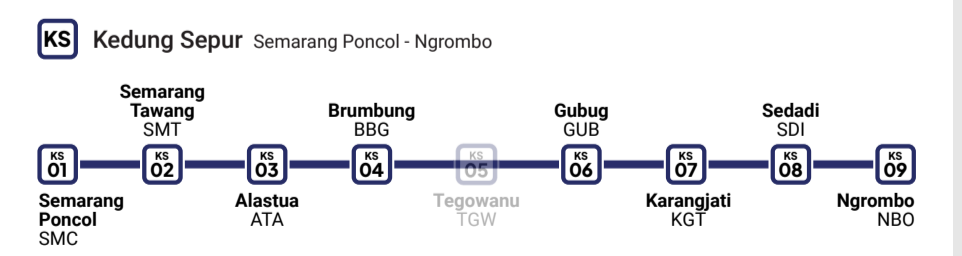 KS Kedung Sepur Semarang Poncol - Ngrombo
Semarang
Tawang
SMT
Brumbung
BBG
Gubug
GUB
Sedadi
SDI
KS
01
KS
02
KS
03
KS
04
KS
05
KS
06
KS
07
KS
08
KS
09
Semarang
Poncol
SMC
Alastua
ATA
Tegowanu
TGW
Karangjati
KGT
Ngrombo
NBO